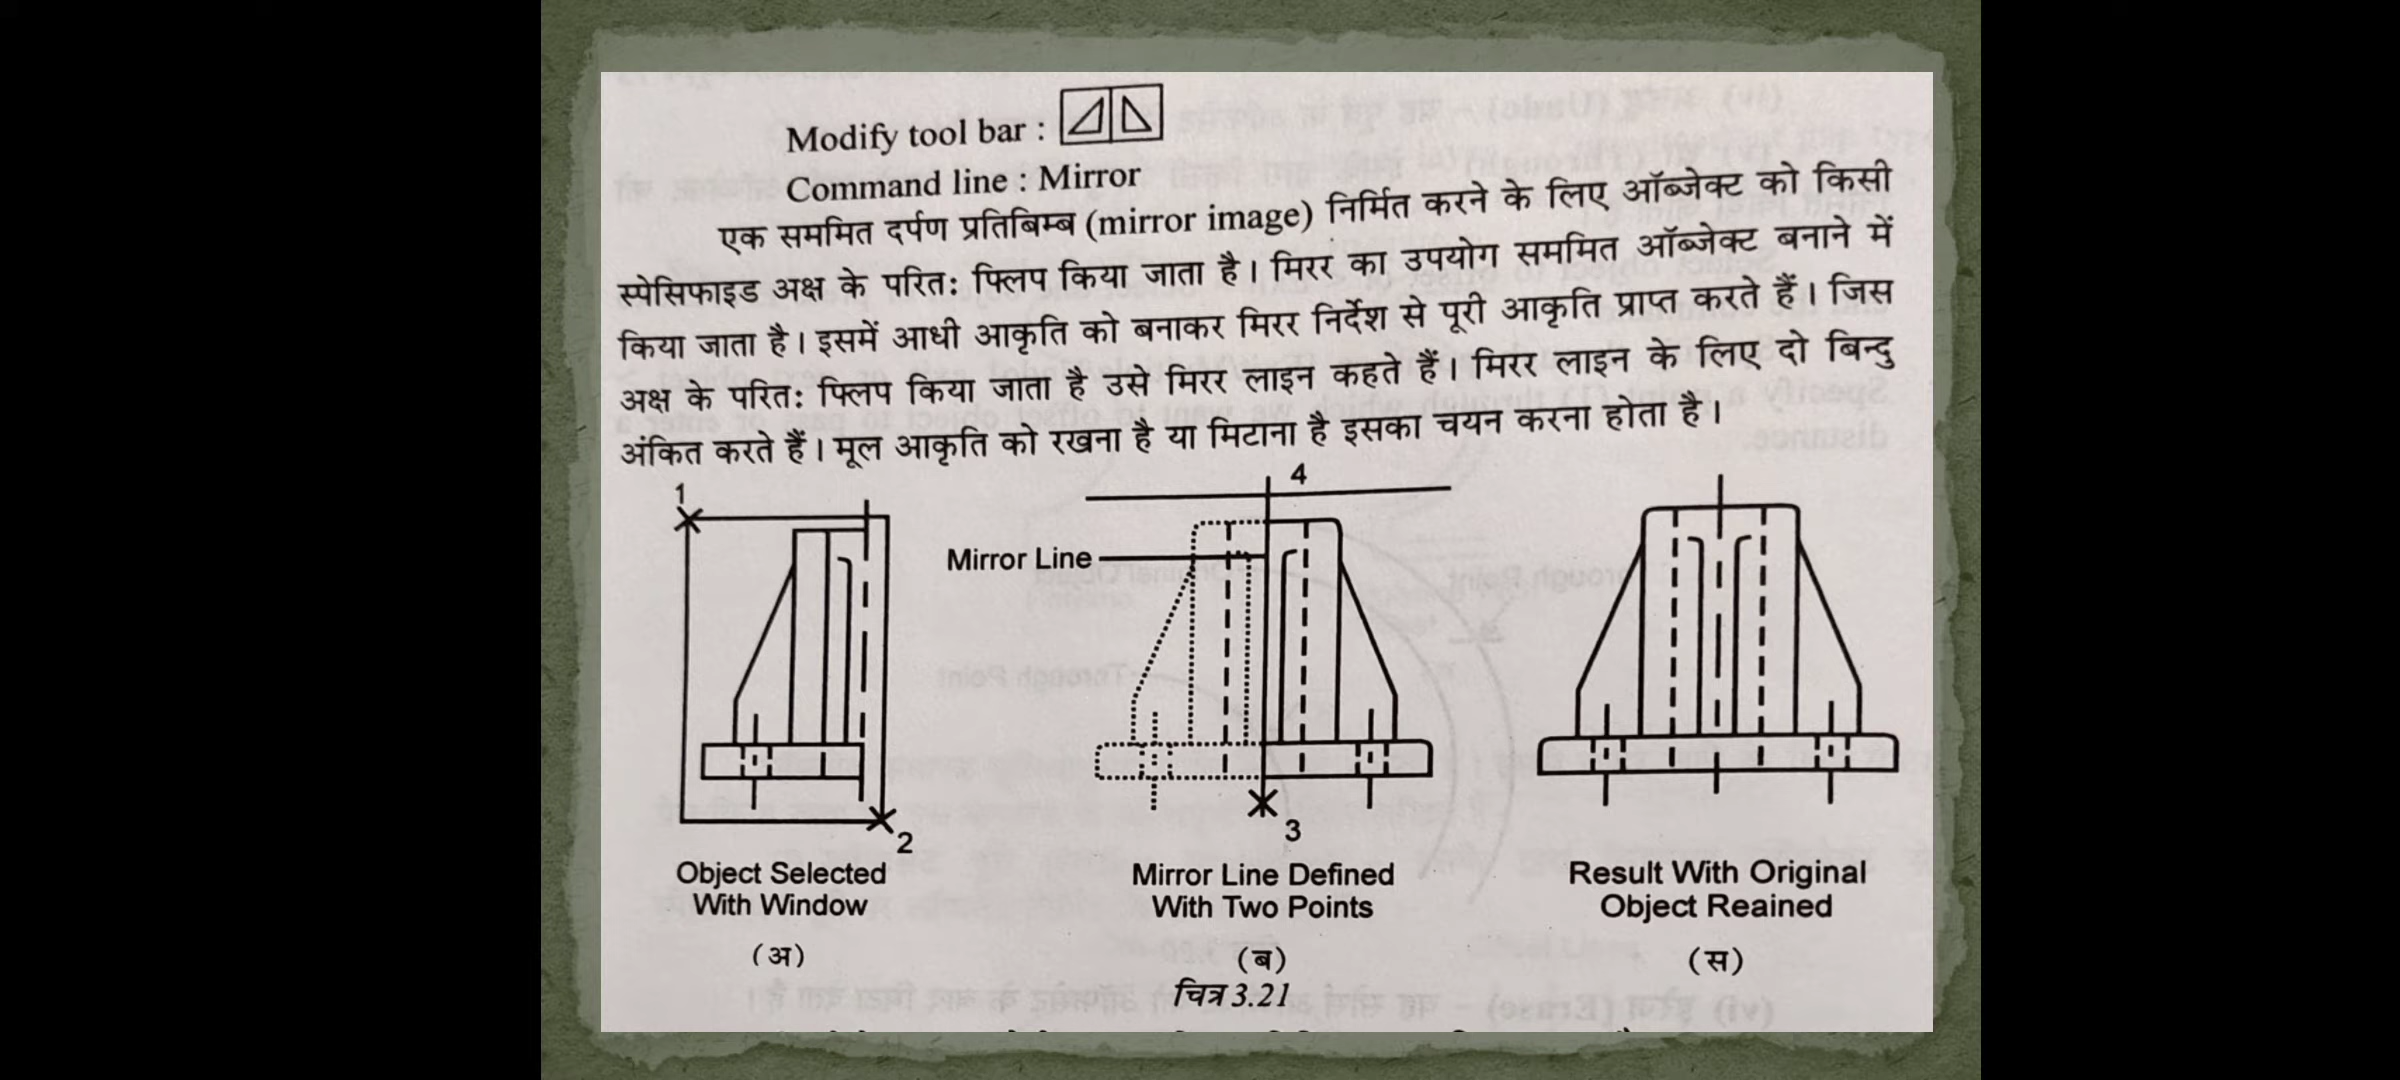 Modify tool bar :
Command line : Mirror
एक सममित दर्पण प्रतिबिम्ब (mirror image) निर्मित करने के लिए ऑब्जेक्ट को किसी
स्पेसिफाइड अक्ष के परितः फ्लिप किया जाता है। मिरर का उपयोग सममित ऑब्जेक्ट बनाने में
किया जाता है। इसमें आधी आकृति को बनाकर मिरर निर्देश से पूरी आकृति प्राप्त करते हैं। जिस
अक्ष के परितः फ्लिप किया जाता है उसे मिरर लाइन कहते हैं। मिरर लाइन के लिए दो बिन्दु
अंकित करते हैं। मूल आकृति को रखना है या मिटाना है इसका चयन करना होता है।
1
2
Object Selected
With Window
(अ)
4
Mirror Line
3
Mirror Line Defined
With Two Points
(ब)
Result With Original
Object Reained
(स)
चित्र 3.21